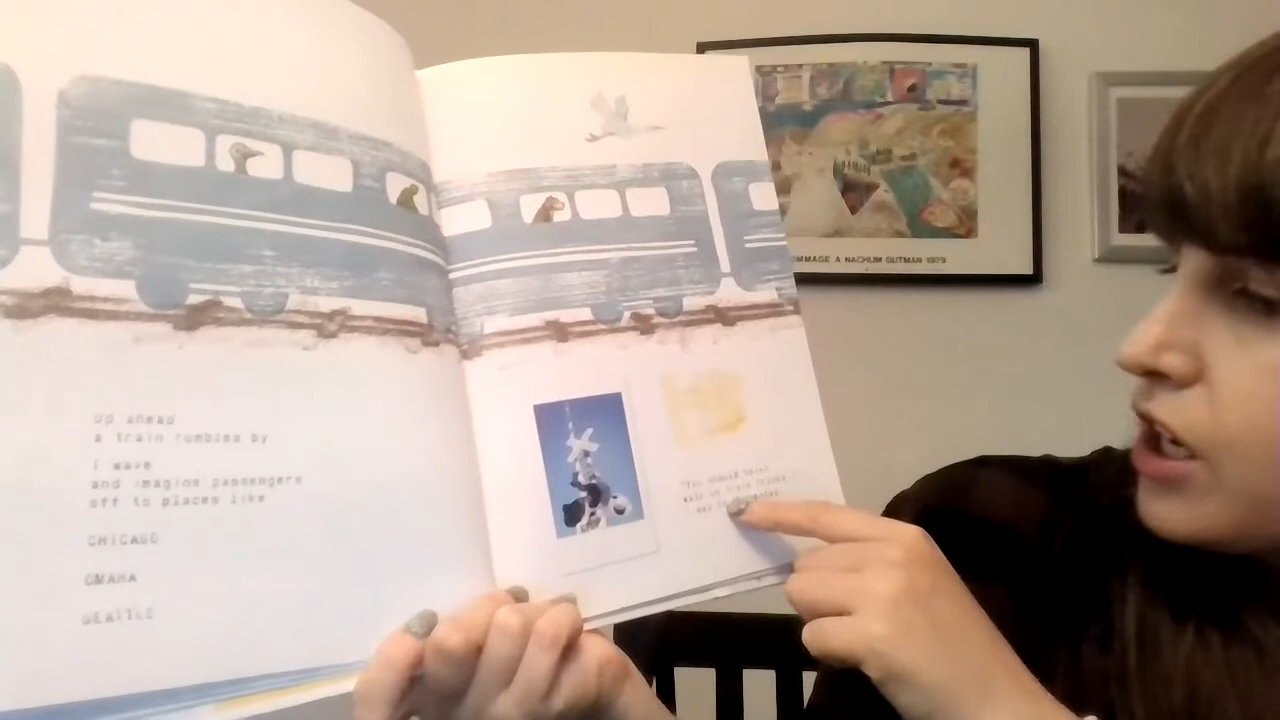 Up ahead
a train rumbles by
I wave
and imagine passengers
off to places like
CHICAGO
OMAHA
SEATTLE
"You should never
walk on train tracks"
HOMMAGE A NACHUM GUTMAN 1979